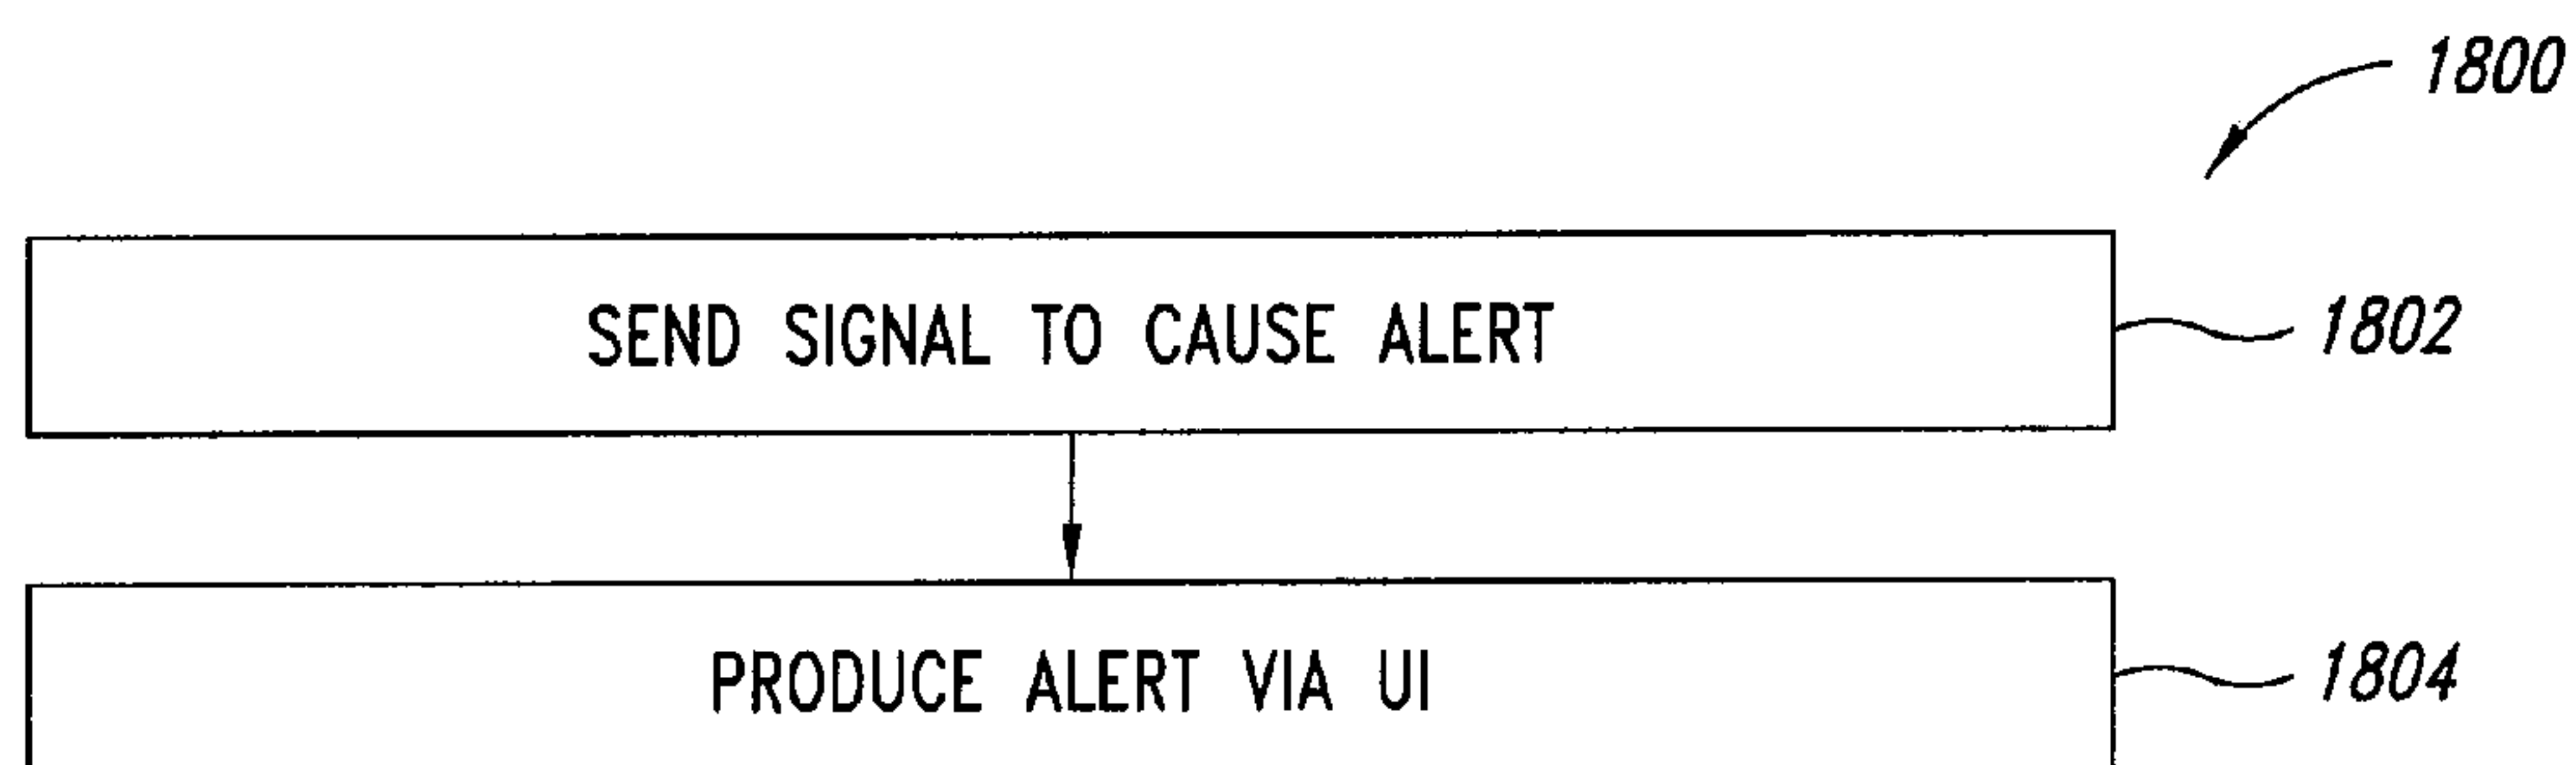 1800
SEND SIGNAL TO CAUSE ALERT
1802
PRODUCE ALERT VIA UI
1804